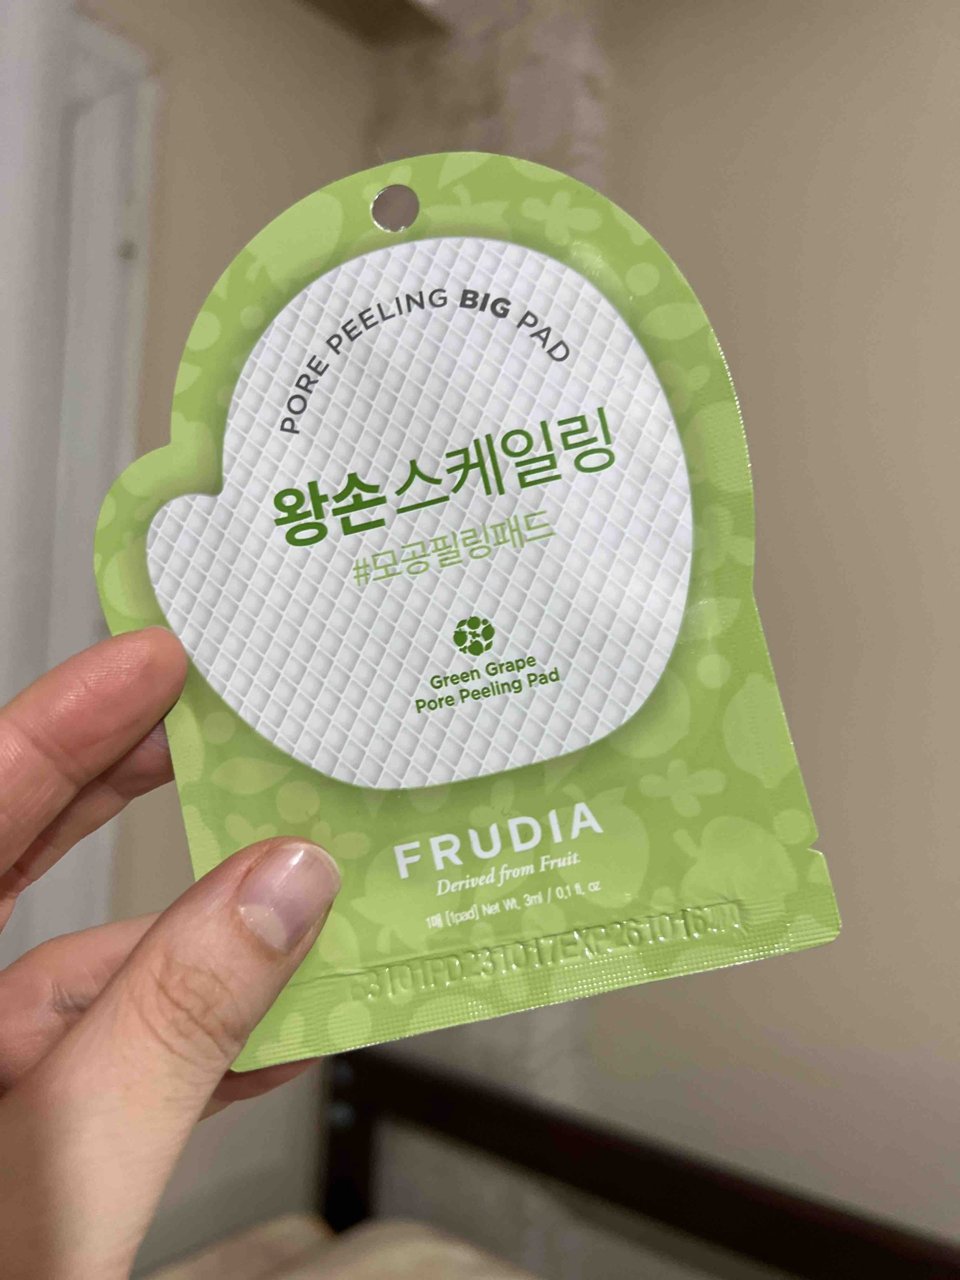 PORE PEELING BIG PAD
왕손스케일링
#모공필링패드
Green Grape
Pore Peeling Pad
FRUDIA
Derived from Fruit
1매 [1pad] Net Wt. 3ml / 0.1 fl. oz